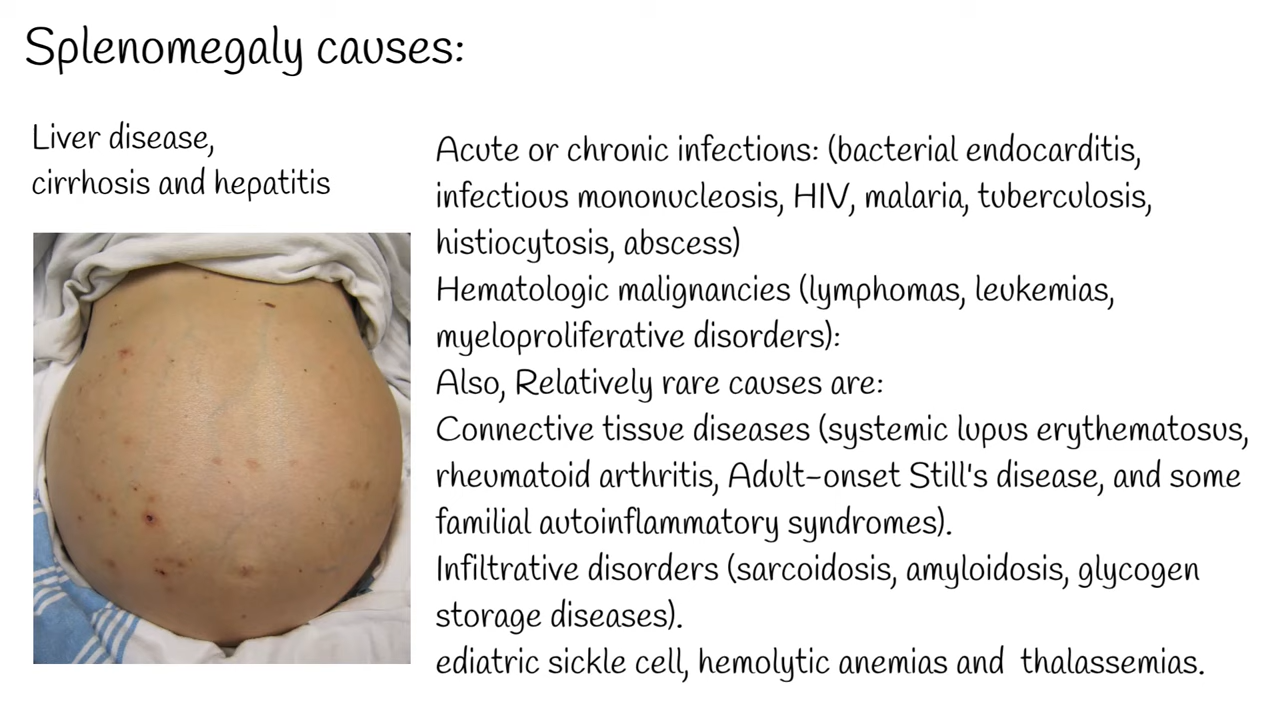 Splenomegaly causes:
Liver disease,
cirrhosis and hepatitis
Acute or chronic infections: (bacterial endocarditis,
infectious mononucleosis, HIV, malaria, tuberculosis,
histiocytosis, abscess)
Hematologic malignancies (lymphomas, leukemias,
myeloproliferative disorders):
Also, Relatively rare causes are:
Connective tissue diseases (systemic lupus erythematosus,
rheumatoid arthritis, Adult-onset Still's disease, and some
familial autoinflammatory syndromes).
Infiltrative disorders (sarcoidosis, amyloidosis, glycogen
storage diseases).
ediatric sickle cell, hemolytic anemias and  thalassemias.